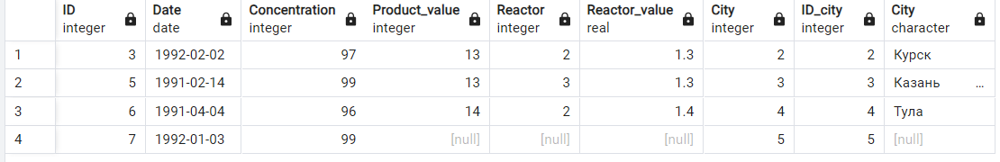 ID Date Concentration Product_value Reactor Reactor_value City ID_city City
integer date integer integer integer real integer integer character
1 3 1992-02-02 97 13 2 1.3 2 2 Курск
2 5 1991-02-14 99 13 3 1.3 3 3 Казань ...
3 6 1991-04-04 96 14 2 1.4 4 4 Тула
4 7 1992-01-03 99 [null] [null] [null] 5 5 [null]